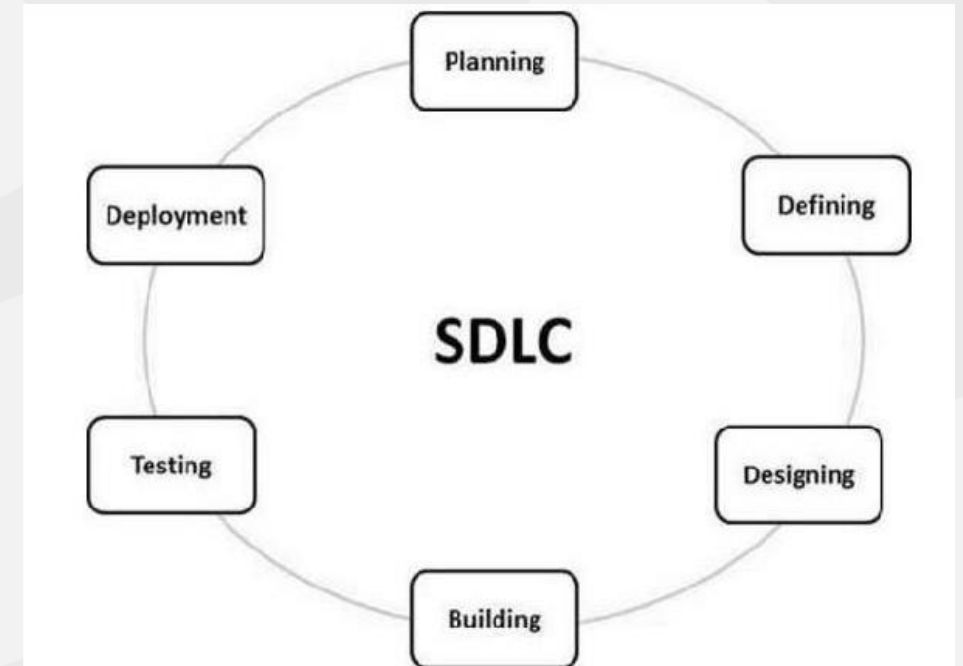 Planning
Defining
Designing
Building
Testing
Deployment
SDLC